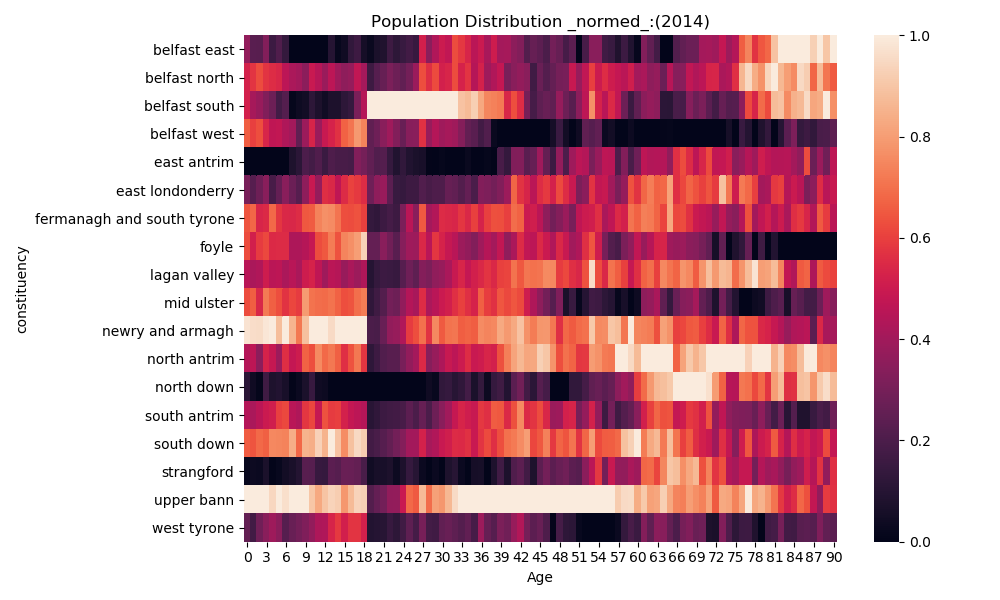 Population Distribution _normed_:(2014)
constituency
belfast east
belfast north
belfast south
belfast west
east antrim
east londonderry
fermanagh and south tyrone
foyle
lagan valley
mid ulster
newry and armagh
north antrim
north down
south antrim
south down
strangford
upper bann
west tyrone
0 3 6 9 12 15 18 21 24 27 30 33 36 39 42 45 48 51 54 57 60 63 66 69 72 75 78 81 84 87 90
Age
1.0
0.8
0.6
0.4
0.2
0.0